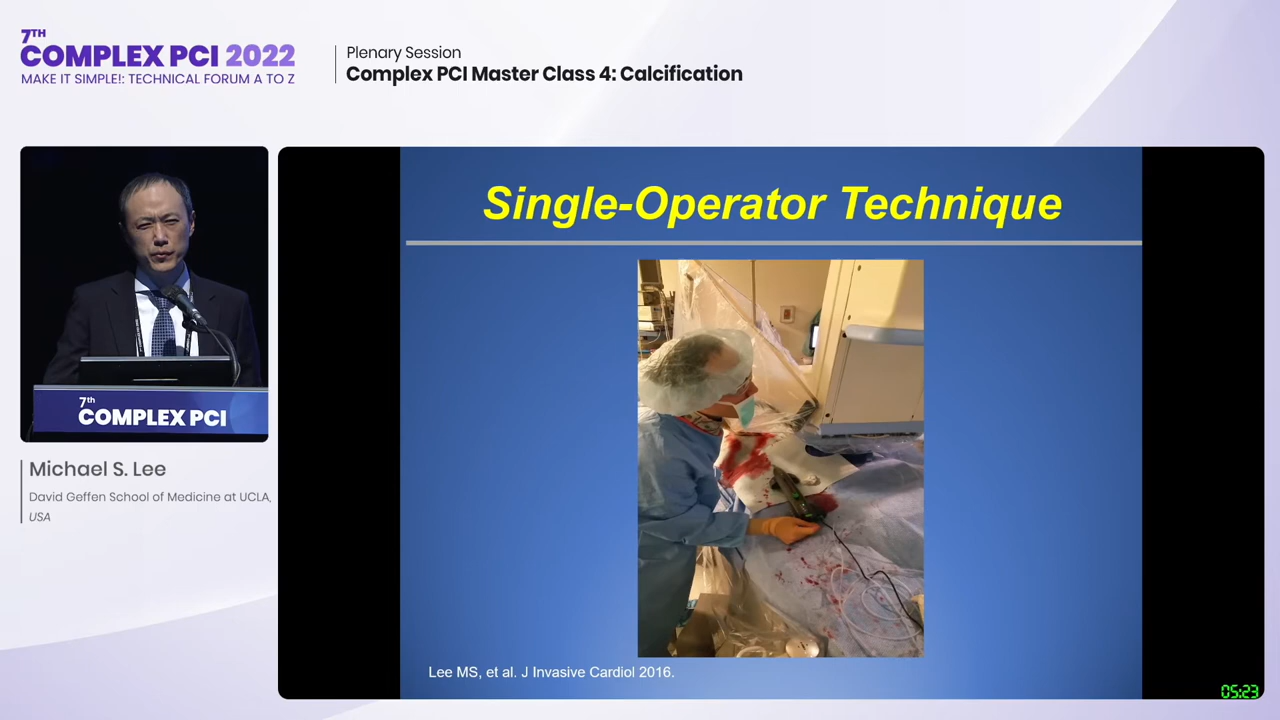 7TH
COMPLEX PCI 2022
MAKE IT SIMPLE!: TECHNICAL FORUM A TO Z
Plenary Session
Complex PCI Master Class 4: Calcification
Single-Operator Technique
7th
COMPLEX PCI
Michael S. Lee
David Geffen School of Medicine at UCLA,
USA
Lee MS, et al. J Invasive Cardiol 2016.
05:23